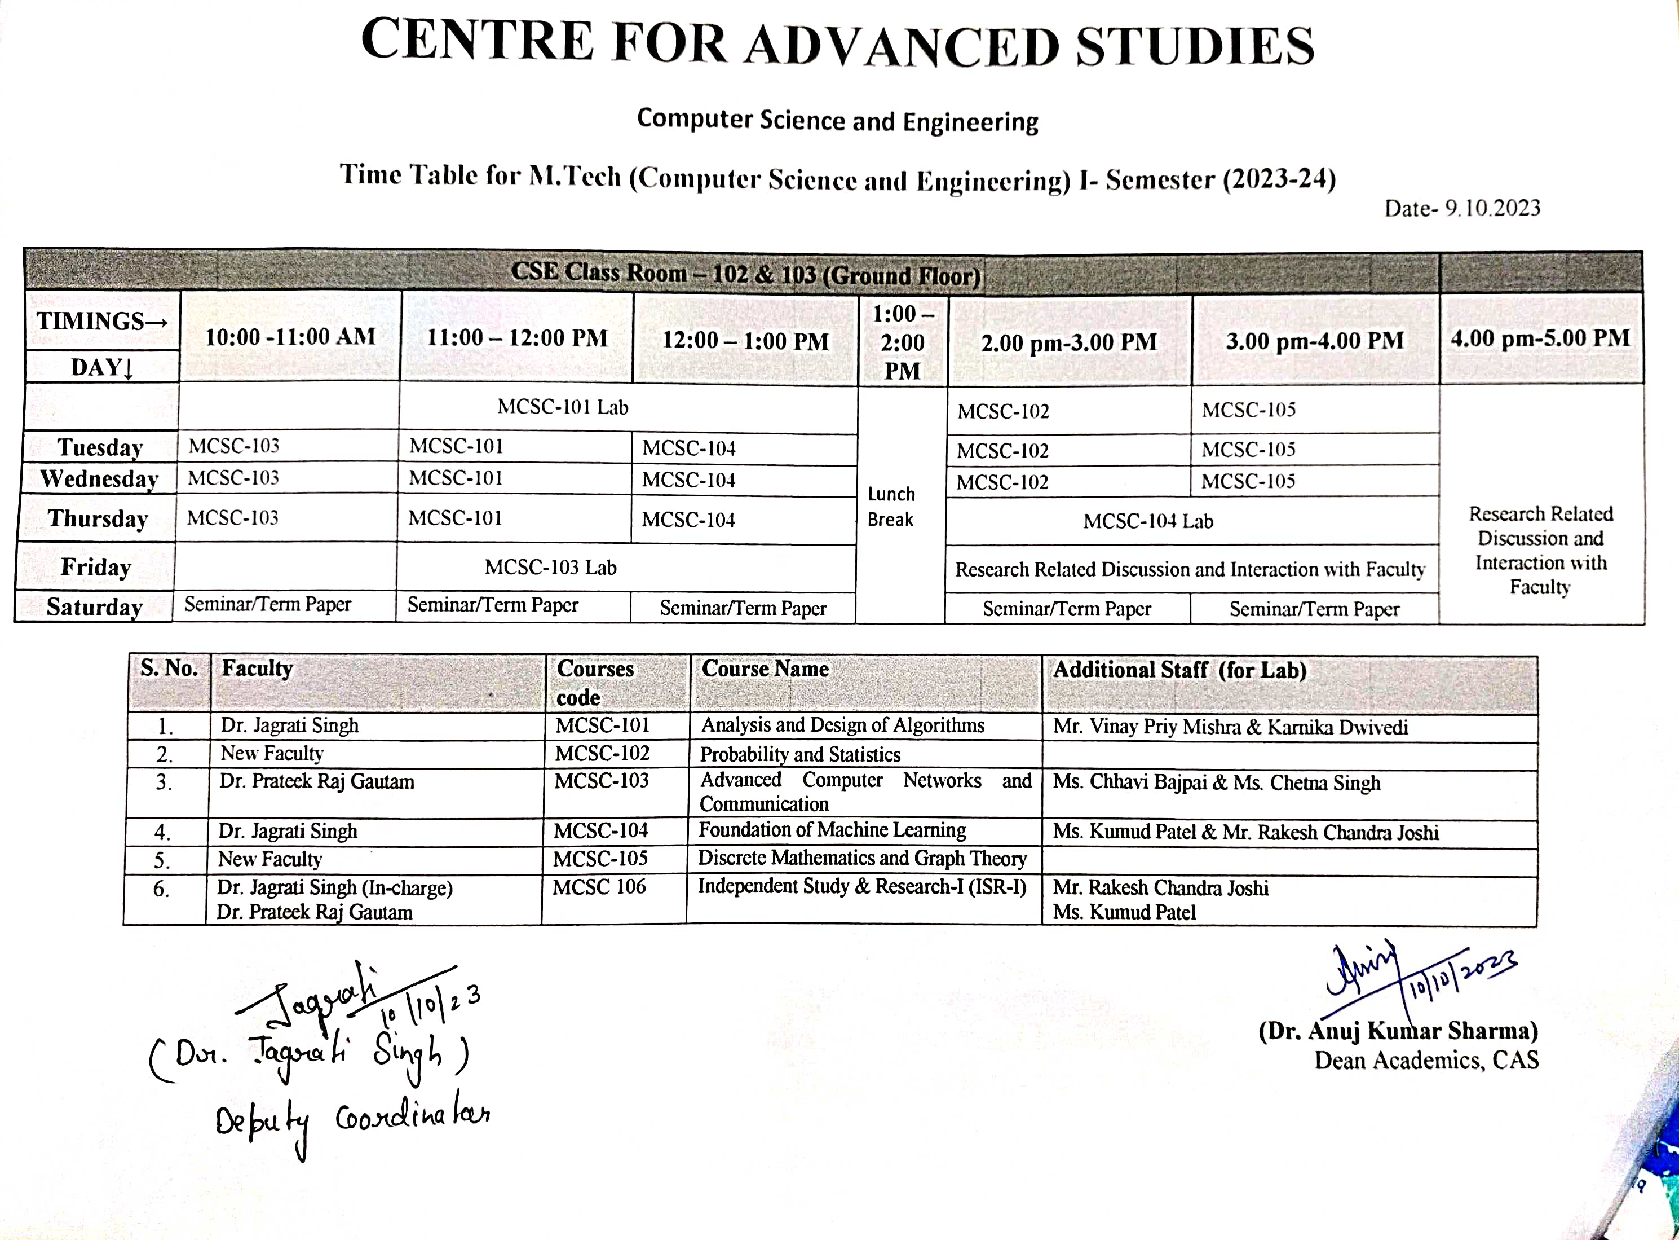 CENTRE FOR ADVANCED STUDIES
Computer Science and Engineering
Time Table for M.Tech (Computer Science and Engineering) I- Semester (2023-24)
Date- 9.10.2023
CSE Class Room – 102 & 103 (Ground Floor)
TIMINGS→ 10:00 -11:00 AM 11:00 – 12:00 PM 12:00 – 1:00 PM 1:00 – 2:00 PM 2.00 pm-3.00 PM 3.00 pm-4.00 PM 4.00 pm-5.00 PM
DAY↓
MCSC-101 Lab MCSC-102 MCSC-105
Tuesday MCSC-103 MCSC-101 MCSC-104 MCSC-102 MCSC-105
Wednesday MCSC-103 MCSC-101 MCSC-104 MCSC-102 MCSC-105
Lunch Break
Thursday MCSC-103 MCSC-101 MCSC-104 MCSC-104 Lab
Research Related
Discussion and
Interaction with
Faculty
Friday MCSC-103 Lab Research Related Discussion and Interaction with Faculty
Saturday Seminar/Term Paper Seminar/Term Paper Seminar/Term Paper Seminar/Term Paper Seminar/Term Paper
S. No. Faculty Courses code Course Name Additional Staff (for Lab)
1. Dr. Jagrati Singh MCSC-101 Analysis and Design of Algorithms Mr. Vinay Priy Mishra & Karnika Dwivedi
2. New Faculty MCSC-102 Probability and Statistics
3. Dr. Prateek Raj Gautam MCSC-103 Advanced Computer Networks and Communication Ms. Chhavi Bajpai & Ms. Chetna Singh
4. Dr. Jagrati Singh MCSC-104 Foundation of Machine Learning Ms. Kumud Patel & Mr. Rakesh Chandra Joshi
5. New Faculty MCSC-105 Discrete Mathematics and Graph Theory
6. Dr. Jagrati Singh (In-charge) MCSC 106 Independent Study & Research-I (ISR-I) Mr. Rakesh Chandra Joshi
Dr. Prateek Raj Gautam Ms. Kumud Patel
Jagrati
10/10/23
(Dr. Jagrati Singh)
Deputy Coordinator
10/10/2023
(Dr. Anuj Kumar Sharma)
Dean Academics, CAS